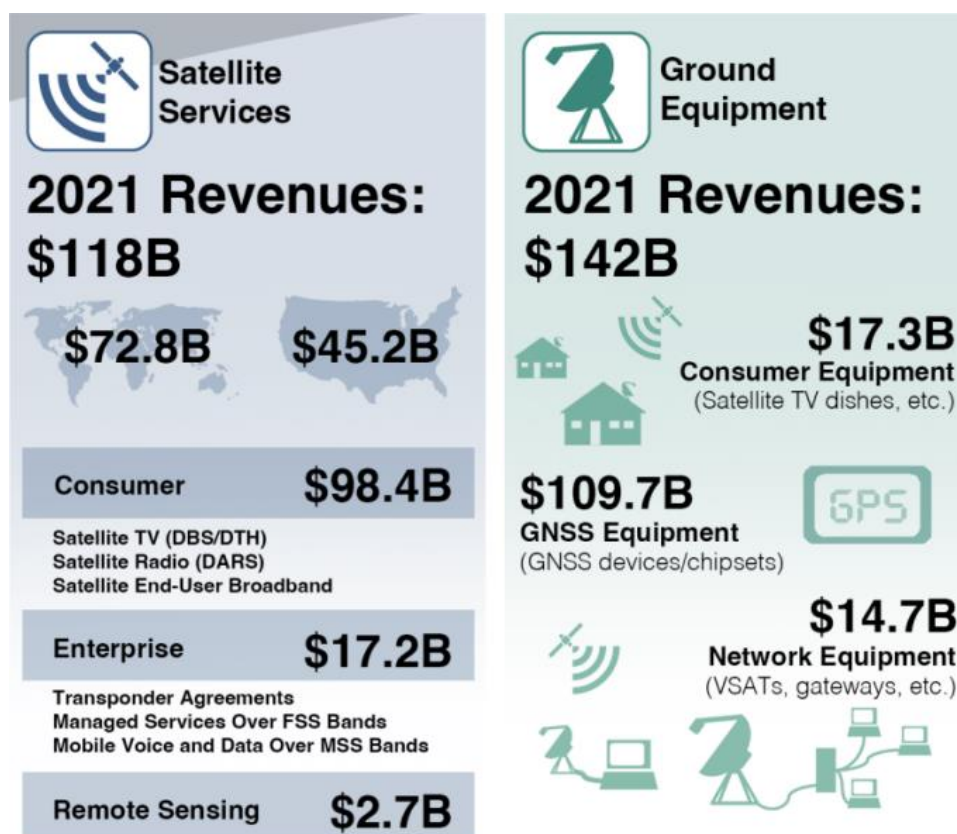 Satellite
Services
2021 Revenues:
$118B
$72.8B
$45.2B
Consumer
$98.4B
Satellite TV (DBS/DTH)
Satellite Radio (DARS)
Satellite End-User Broadband
Enterprise
$17.2B
Transponder Agreements
Managed Services Over FSS Bands
Mobile Voice and Data Over MSS Bands
Remote Sensing
$2.7B
Ground
Equipment
2021 Revenues:
$142B
$17.3B
Consumer Equipment
(Satellite TV dishes, etc.)
$109.7B
GNSS Equipment
(GNSS devices/chipsets)
GPS
$14.7B
Network Equipment
(VSATs, gateways, etc.)